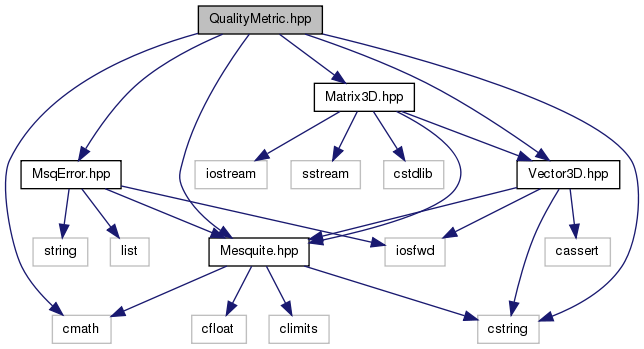 QualityMetric.hpp
Matrix3D.hpp
MsqError.hpp
iostream
sstream
cstdlib
Vector3D.hpp
string
list
Mesquite.hpp
iosfwd
cassert
cmath
cfloat
climits
cstring